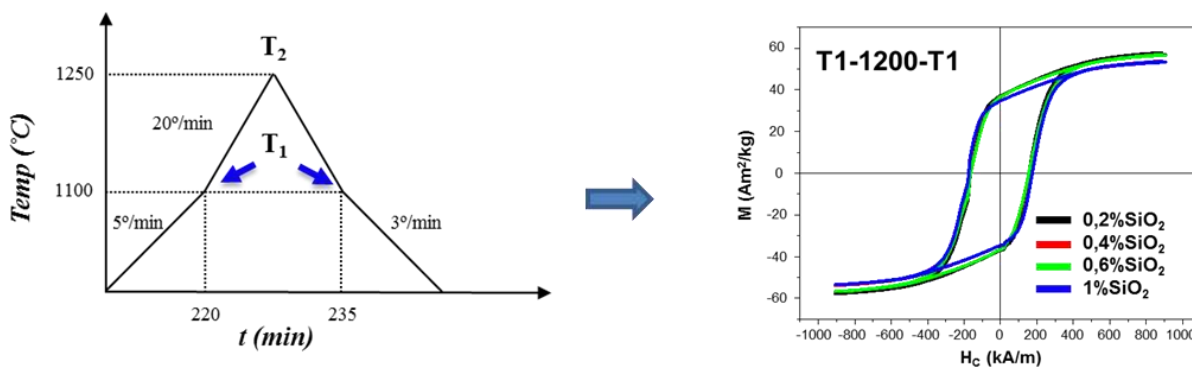 Temp (°C)
1250
1100
T2
20º/min
T1
5º/min
3º/min
220
235
t (min)
T1-1200-T1
M (Am²/kg)
60
40
20
0
-20
-40
-60
0,2%SiO₂
0,4%SiO₂
0,6%SiO₂
1%SiO₂
-1000 -800 -600 -400 -200 0 200 400 600 800 1000
H_C (kA/m)